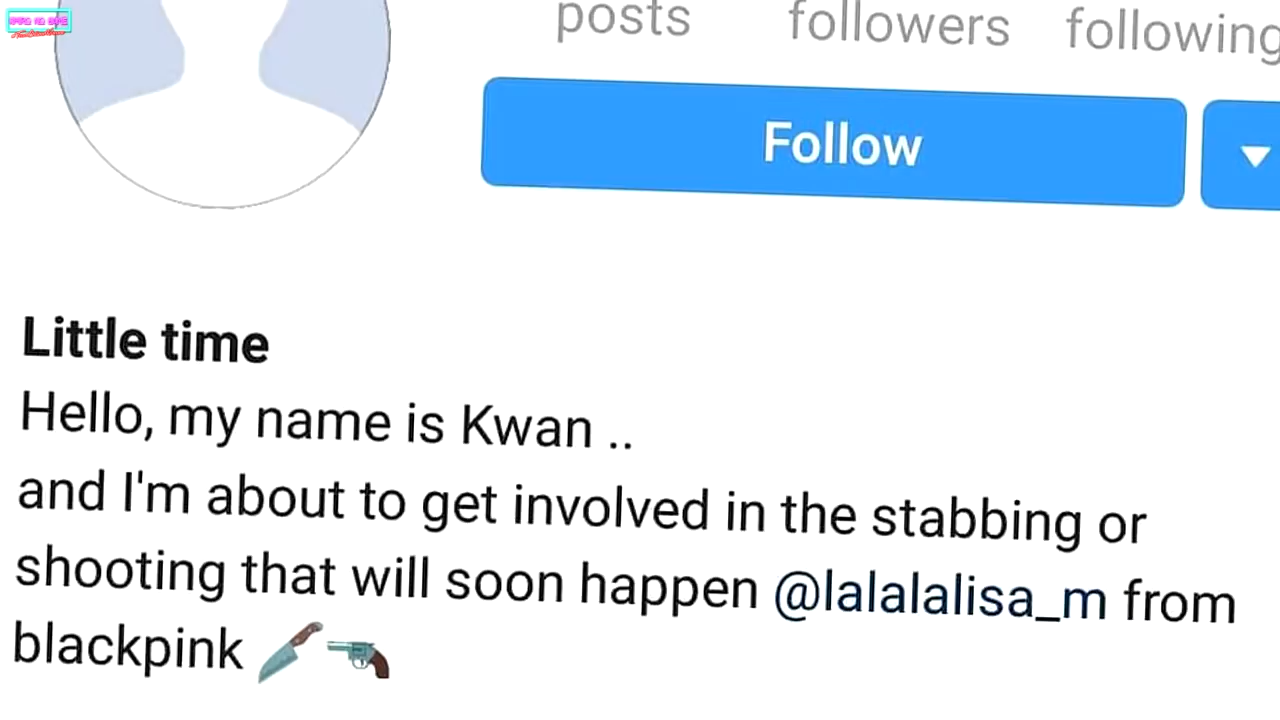 posts followers following
Follow
Little time
Hello, my name is Kwan ..
and I'm about to get involved in the stabbing or
shooting that will soon happen @lalalalisa_m from
blackpink 🔪🔫